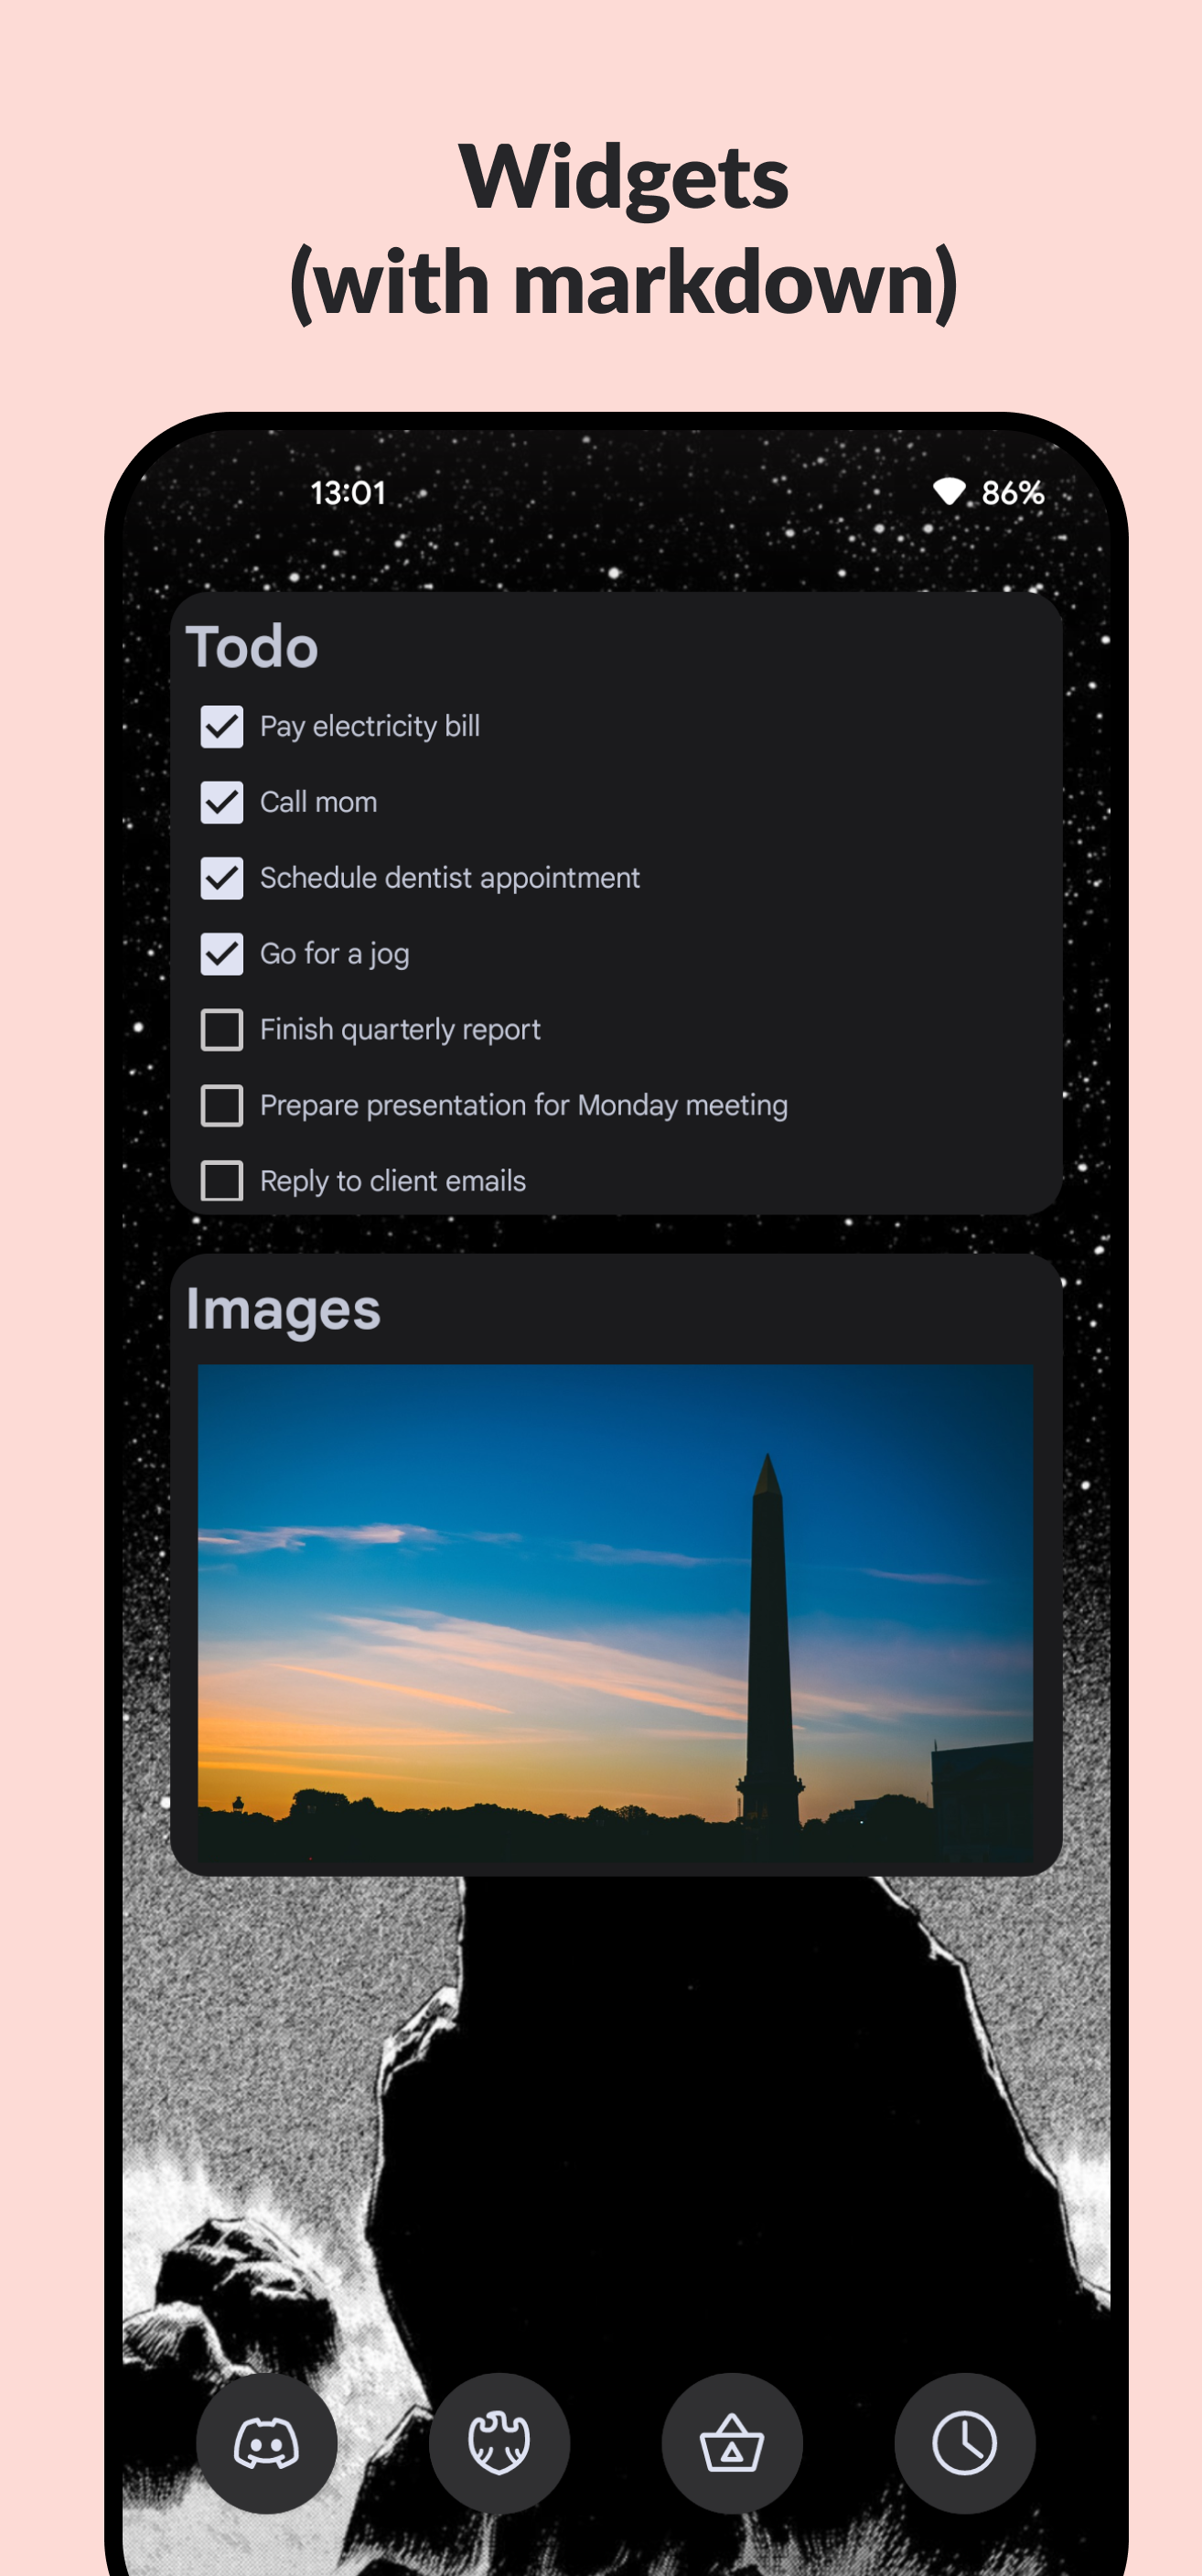 Widgets
(with markdown)
13:01 86%
Todo
Pay electricity bill
Call mom
Schedule dentist appointment
Go for a jog
Finish quarterly report
Prepare presentation for Monday meeting
Reply to client emails
Images